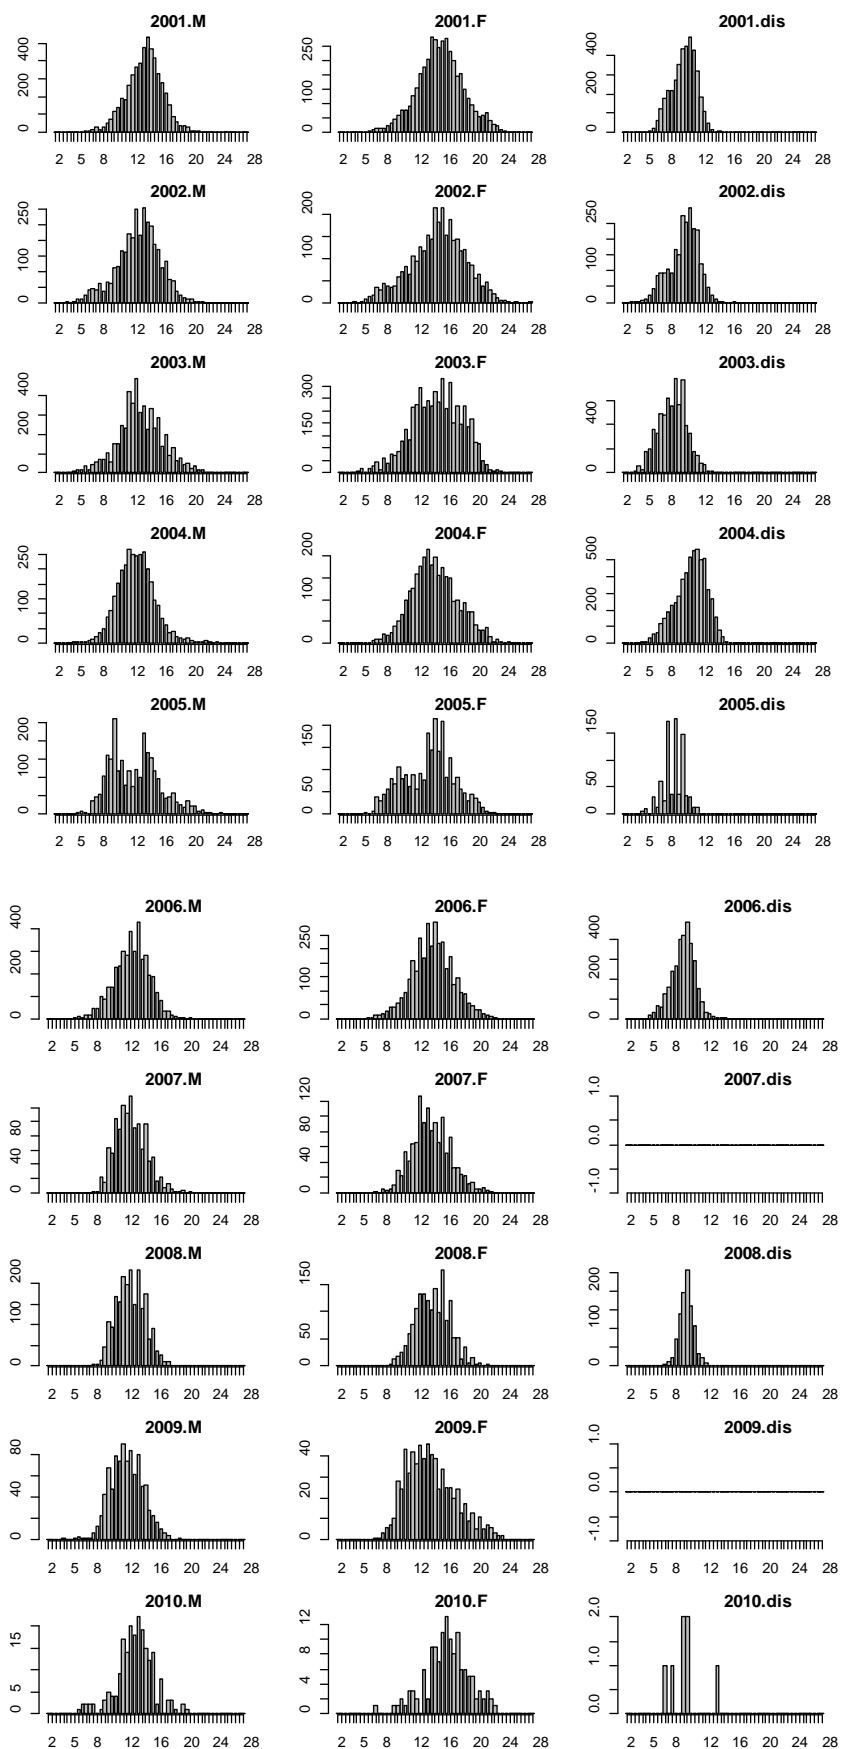 2001.M 2001.F 2001.dis
400 200 0
250 100 0
400 200 0
2 5 8 12 16 20 24 28 2 5 8 12 16 20 24 28 2 5 8 12 16 20 24 28
2002.M 2002.F 2002.dis
250 100 0
200 100 0
250 100 0
2 5 8 12 16 20 24 28 2 5 8 12 16 20 24 28 2 5 8 12 16 20 24 28
2003.M 2003.F 2003.dis
400 200 0
300 150 0
400 0
2 5 8 12 16 20 24 28 2 5 8 12 16 20 24 28 2 5 8 12 16 20 24 28
2004.M 2004.F 2004.dis
250 100 0
200 100 0
500 200 0
2 5 8 12 16 20 24 28 2 5 8 12 16 20 24 28 2 5 8 12 16 20 24 28
2005.M 2005.F 2005.dis
200 100 0
150 50 0
150 50 0
2 5 8 12 16 20 24 28 2 5 8 12 16 20 24 28 2 5 8 12 16 20 24 28
2006.M 2006.F 2006.dis
400 200 0
250 100 0
400 200 0
2 5 8 12 16 20 24 28 2 5 8 12 16 20 24 28 2 5 8 12 16 20 24 28
2007.M 2007.F 2007.dis
80 40 0
120 80 40 0
1.0 0.0 -1.0
2 5 8 12 16 20 24 28 2 5 8 12 16 20 24 28 2 5 8 12 16 20 24 28
2008.M 2008.F 2008.dis
200 100 0
150 50 0
200 100 0
2 5 8 12 16 20 24 28 2 5 8 12 16 20 24 28 2 5 8 12 16 20 24 28
2009.M 2009.F 2009.dis
80 40 0
40 20 0
1.0 0.0 -1.0
2 5 8 12 16 20 24 28 2 5 8 12 16 20 24 28 2 5 8 12 16 20 24 28
2010.M 2010.F 2010.dis
15 5 0
12 8 4 0
2.0 1.0 0.0
2 5 8 12 16 20 24 28 2 5 8 12 16 20 24 28 2 5 8 12 16 20 24 28